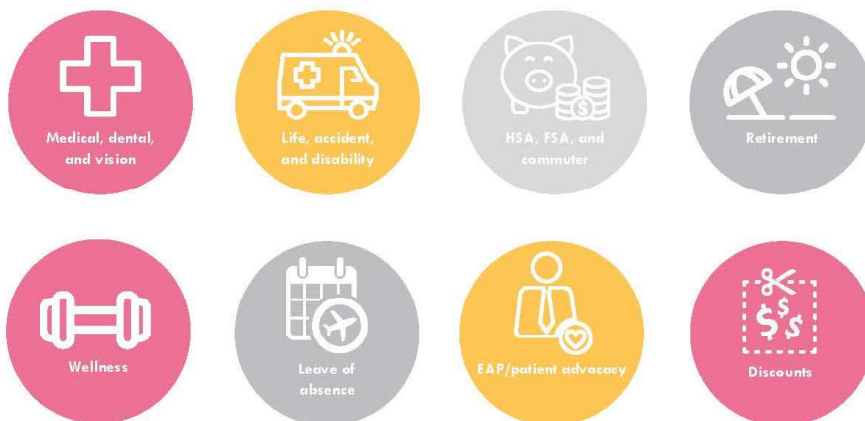 Medical, dental,
and vision
Life, accident,
and disability
HSA, FSA, and
commuter
Retirement
Wellness
Leave of
absence
EAP/patient advocacy
Discounts